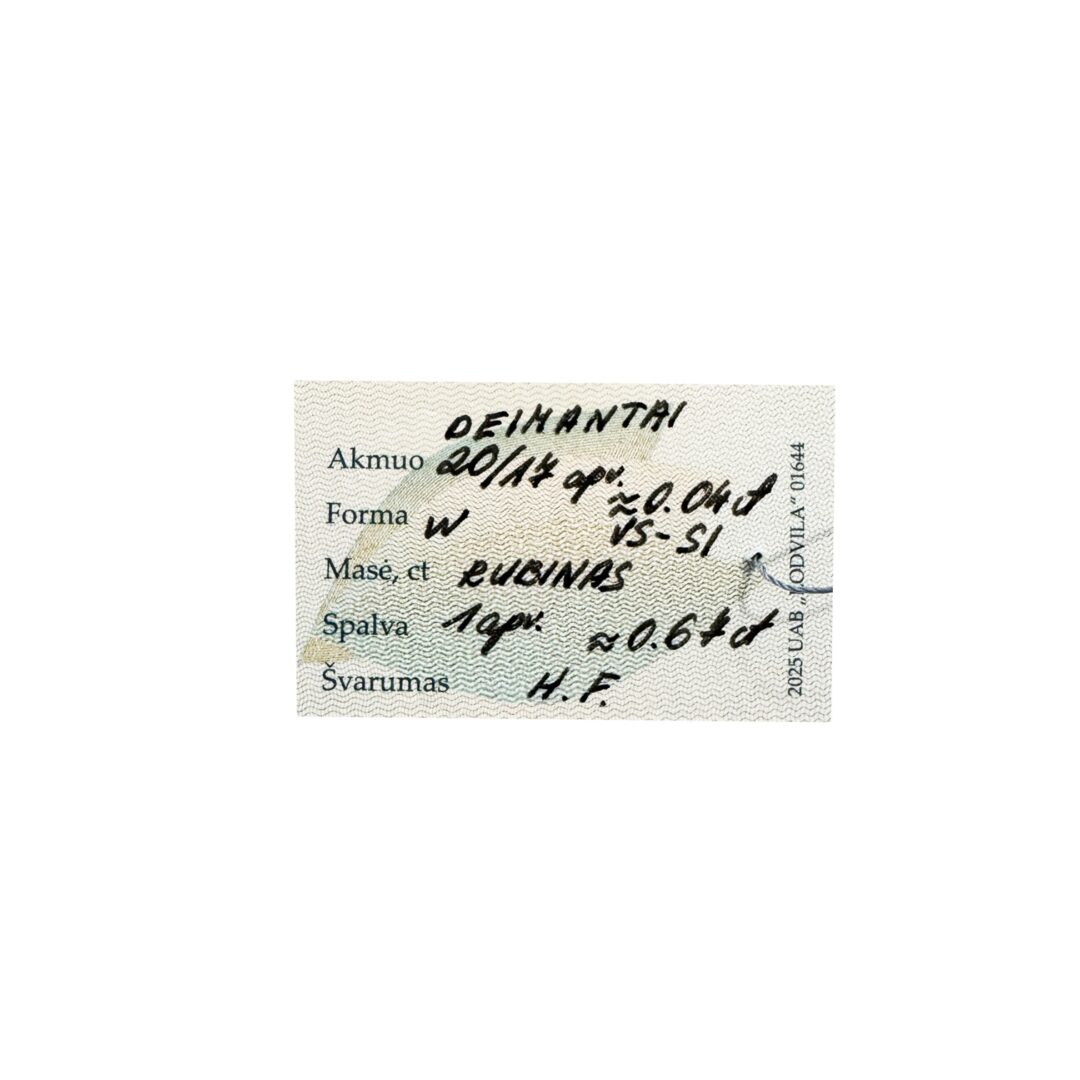 DEIMANTAI
Akmuo 20/17 apv.
≈0.04 ct
Forma W VS-SI
Masė, ct RUBINAS
Spalva 1 apv. ≈0.67 ct
Švarumas H. F.
2025 UAB „LODVILA“ 01644